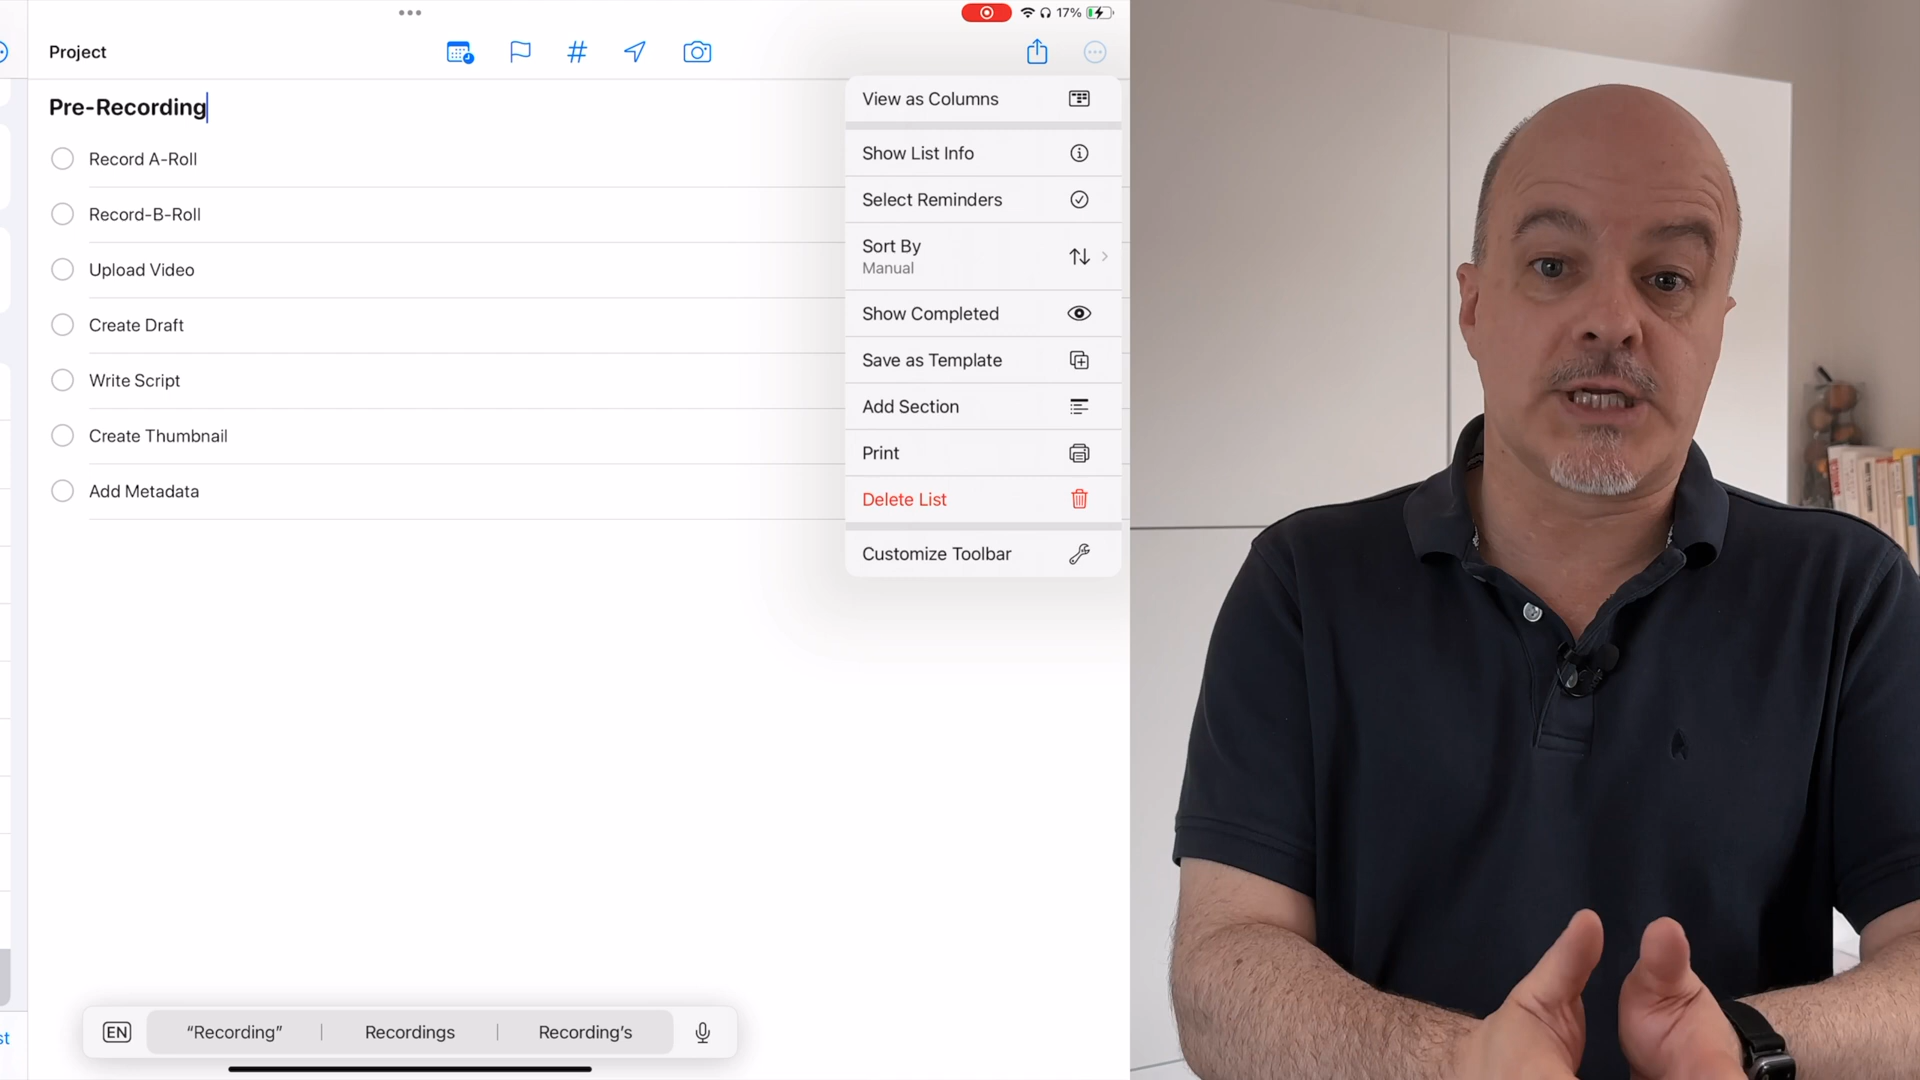 17%
Project
Pre-Recording
Record A-Roll
Record-B-Roll
Upload Video
Create Draft
Write Script
Create Thumbnail
Add Metadata
View as Columns
Show List Info
Select Reminders
Sort By
Manual
Show Completed
Save as Template
Add Section
Print
Delete List
Customize Toolbar
st
EN
“Recording”
Recordings
Recording’s